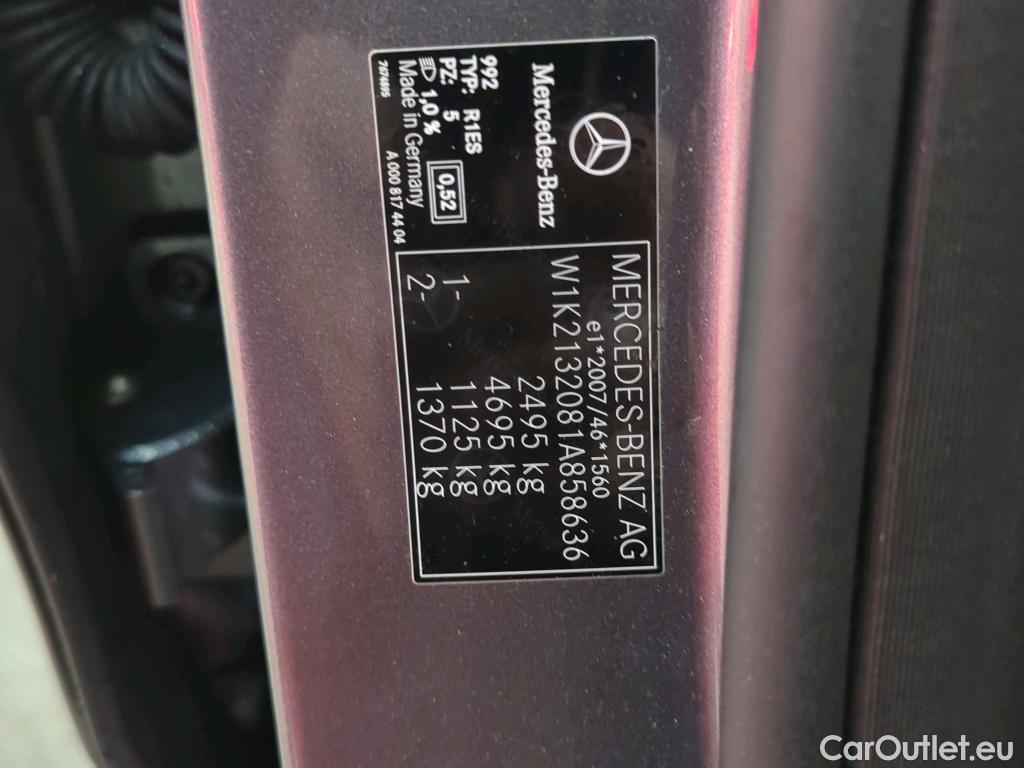 Mercedes-Benz
992
TYP: R1ES
PZ: 5
1,0 %
0,52
Made in Germany
A 000 817 44 04
7074695
MERCEDES-BENZ AG
e1*2007/46*1560
W1K2132081A858636
2495 kg
4695 kg
1- 1125 kg
2- 1370 kg
CarOutlet.eu